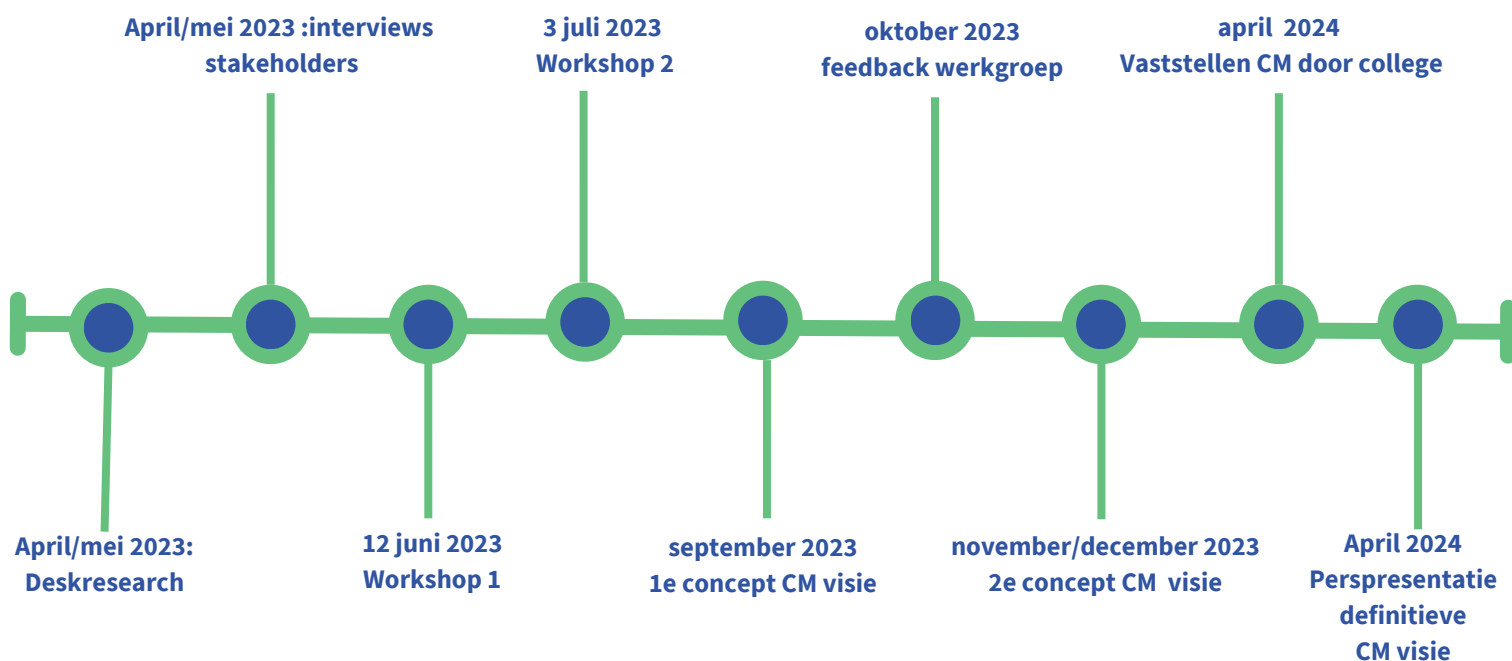 April/mei 2023 :interviews
stakeholders
3 juli 2023
Workshop 2
oktober 2023
feedback werkgroep
april 2024
Vaststellen CM door college
April/mei 2023:
Deskresearch
12 juni 2023
Workshop 1
september 2023
1e concept CM visie
november/december 2023
2e concept CM visie
April 2024
Perspresentatie
definitieve
CM visie